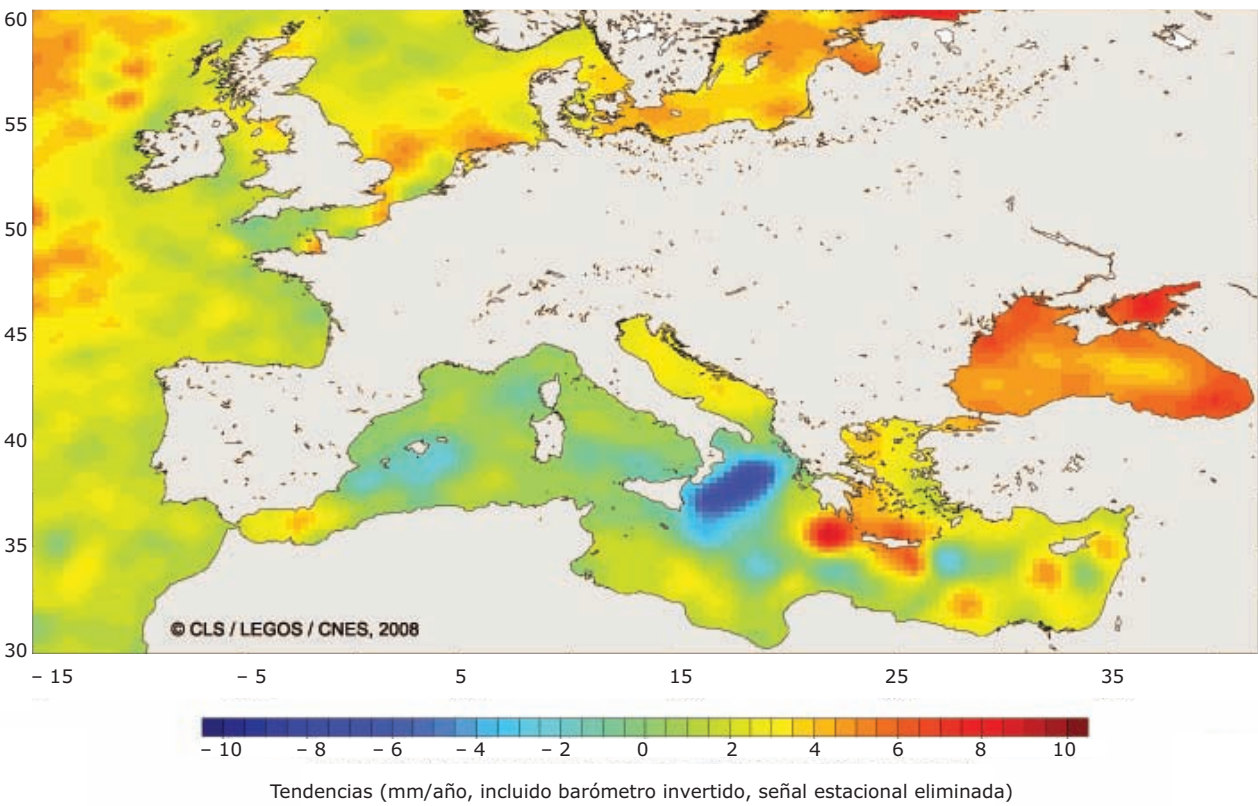 60
55
50
45
40
35
30
© CLS / LEGOS / CNES, 2008
– 15 – 5 5 15 25 35
– 10 – 8 – 6 – 4 – 2 0 2 4 6 8 10
Tendencias (mm/año, incluido barómetro invertido, señal estacional eliminada)